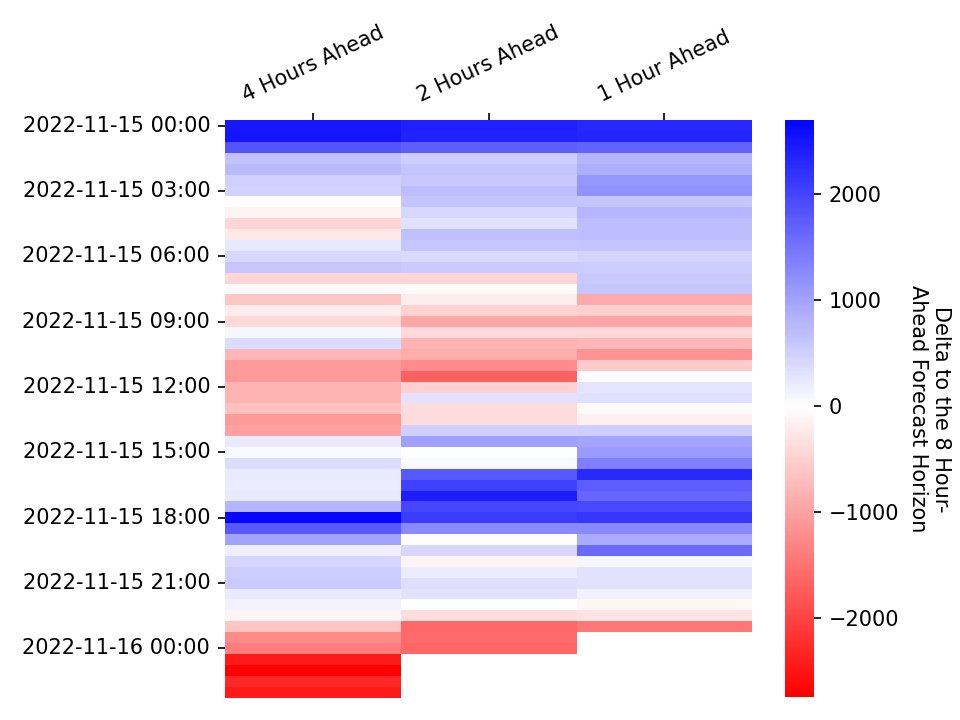 4 Hours Ahead
2 Hours Ahead
1 Hour Ahead
2022-11-15 00:00
2022-11-15 03:00
2022-11-15 06:00
2022-11-15 09:00
2022-11-15 12:00
2022-11-15 15:00
2022-11-15 18:00
2022-11-15 21:00
2022-11-16 00:00
2000
1000
0
−1000
−2000
Delta to the 8 Hour-
Ahead Forecast Horizon